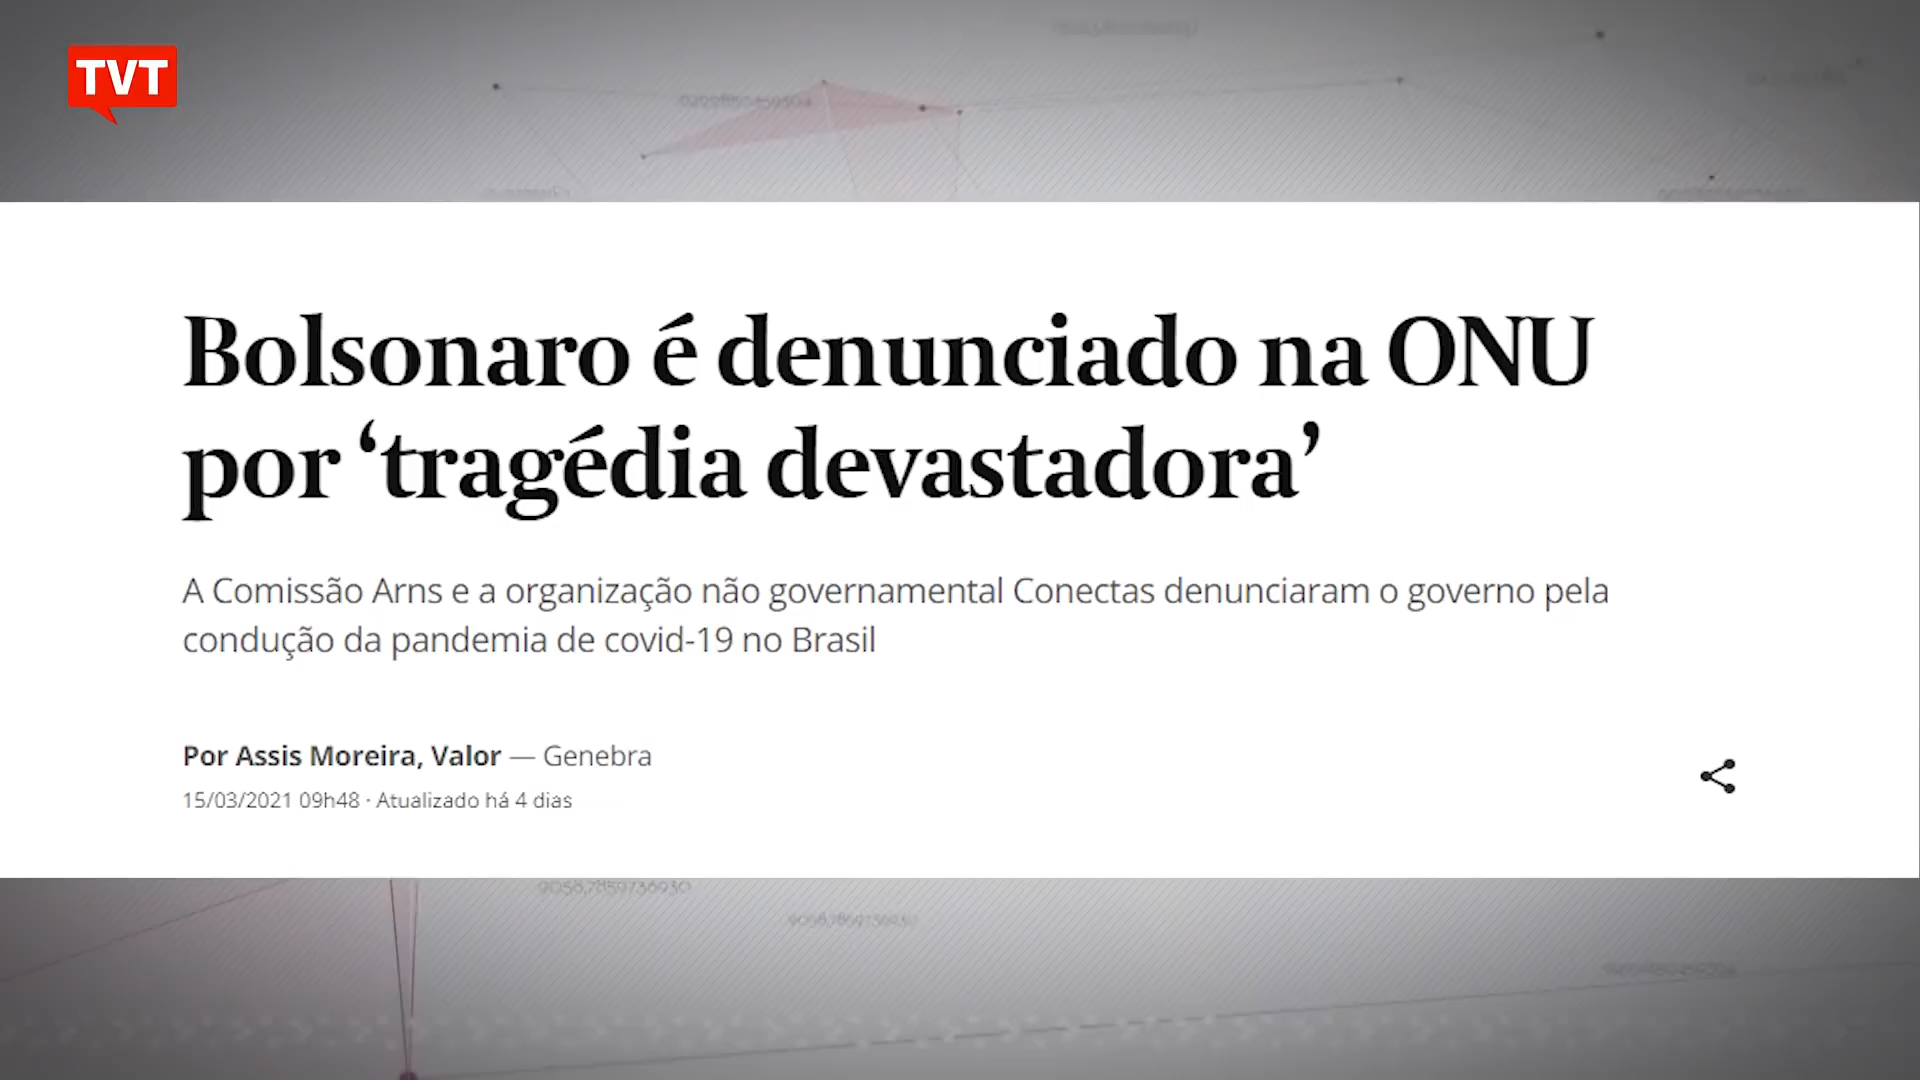 TVT
Bolsonaro é denunciado na ONU
por ‘tragédia devastadora’
A Comissão Arns e a organização não governamental Conectas denunciaram o governo pela
condução da pandemia de covid-19 no Brasil
Por Assis Moreira, Valor — Genebra
15/03/2021 09h48 · Atualizado há 4 dias